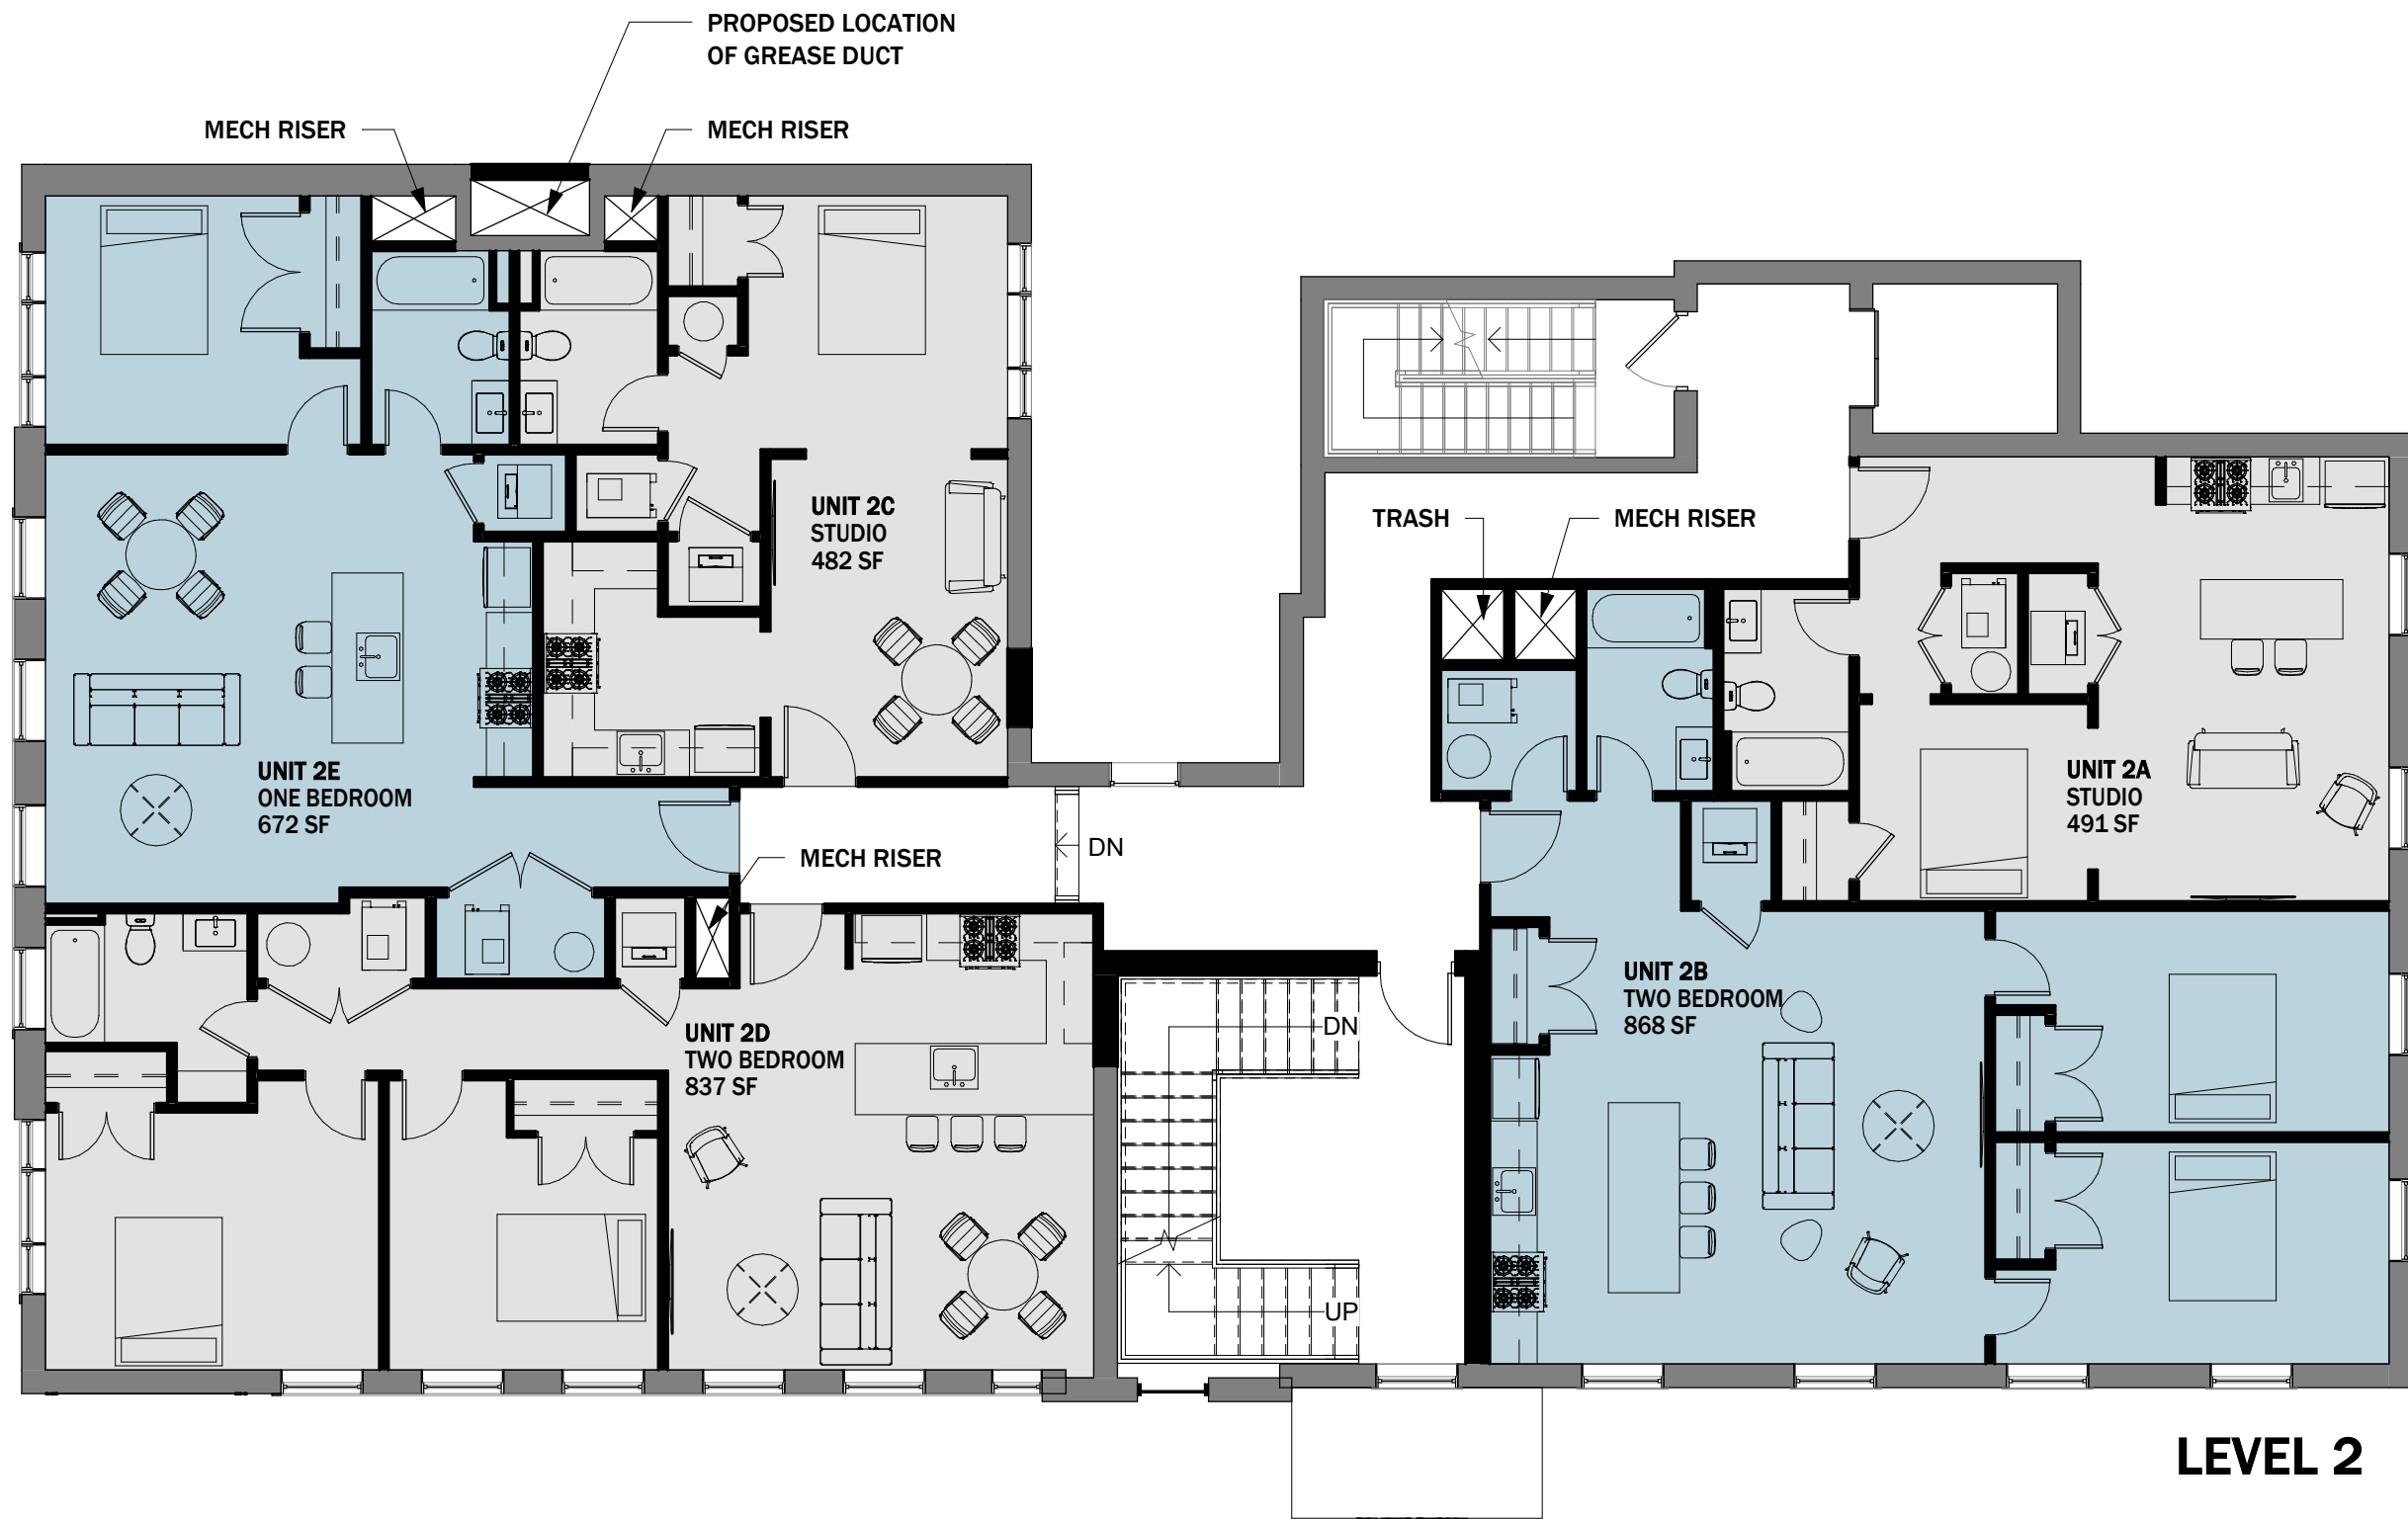 PROPOSED LOCATION
OF GREASE DUCT
MECH RISER
MECH RISER
UNIT 2C
STUDIO
482 SF
TRASH
MECH RISER
UNIT 2E
ONE BEDROOM
672 SF
UNIT 2A
STUDIO
491 SF
DN
MECH RISER
UNIT 2B
TWO BEDROOM
868 SF
DN
UNIT 2D
TWO BEDROOM
837 SF
UP
LEVEL 2